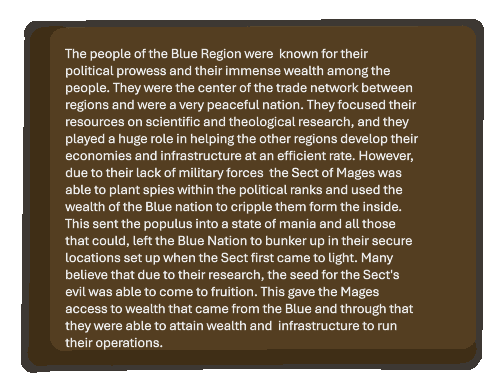 The people of the Blue Region were  known for their
political prowess and their immense wealth among the
people. They were the center of the trade network between
regions and were a very peaceful nation. They focused their
resources on scientific and theological research, and they
played a huge role in helping the other regions develop their
economies and infrastructure at an efficient rate. However,
due to their lack of military forces  the Sect of Mages was
able to plant spies within the political ranks and used the
wealth of the Blue nation to cripple them form the inside.
This sent the populus into a state of mania and all those
that could, left the Blue Nation to bunker up in their secure
locations set up when the Sect first came to light. Many
believe that due to their research, the seed for the Sect's
evil was able to come to fruition. This gave the Mages
access to wealth that came from the Blue and through that
they were able to attain wealth and  infrastructure to run
their operations.